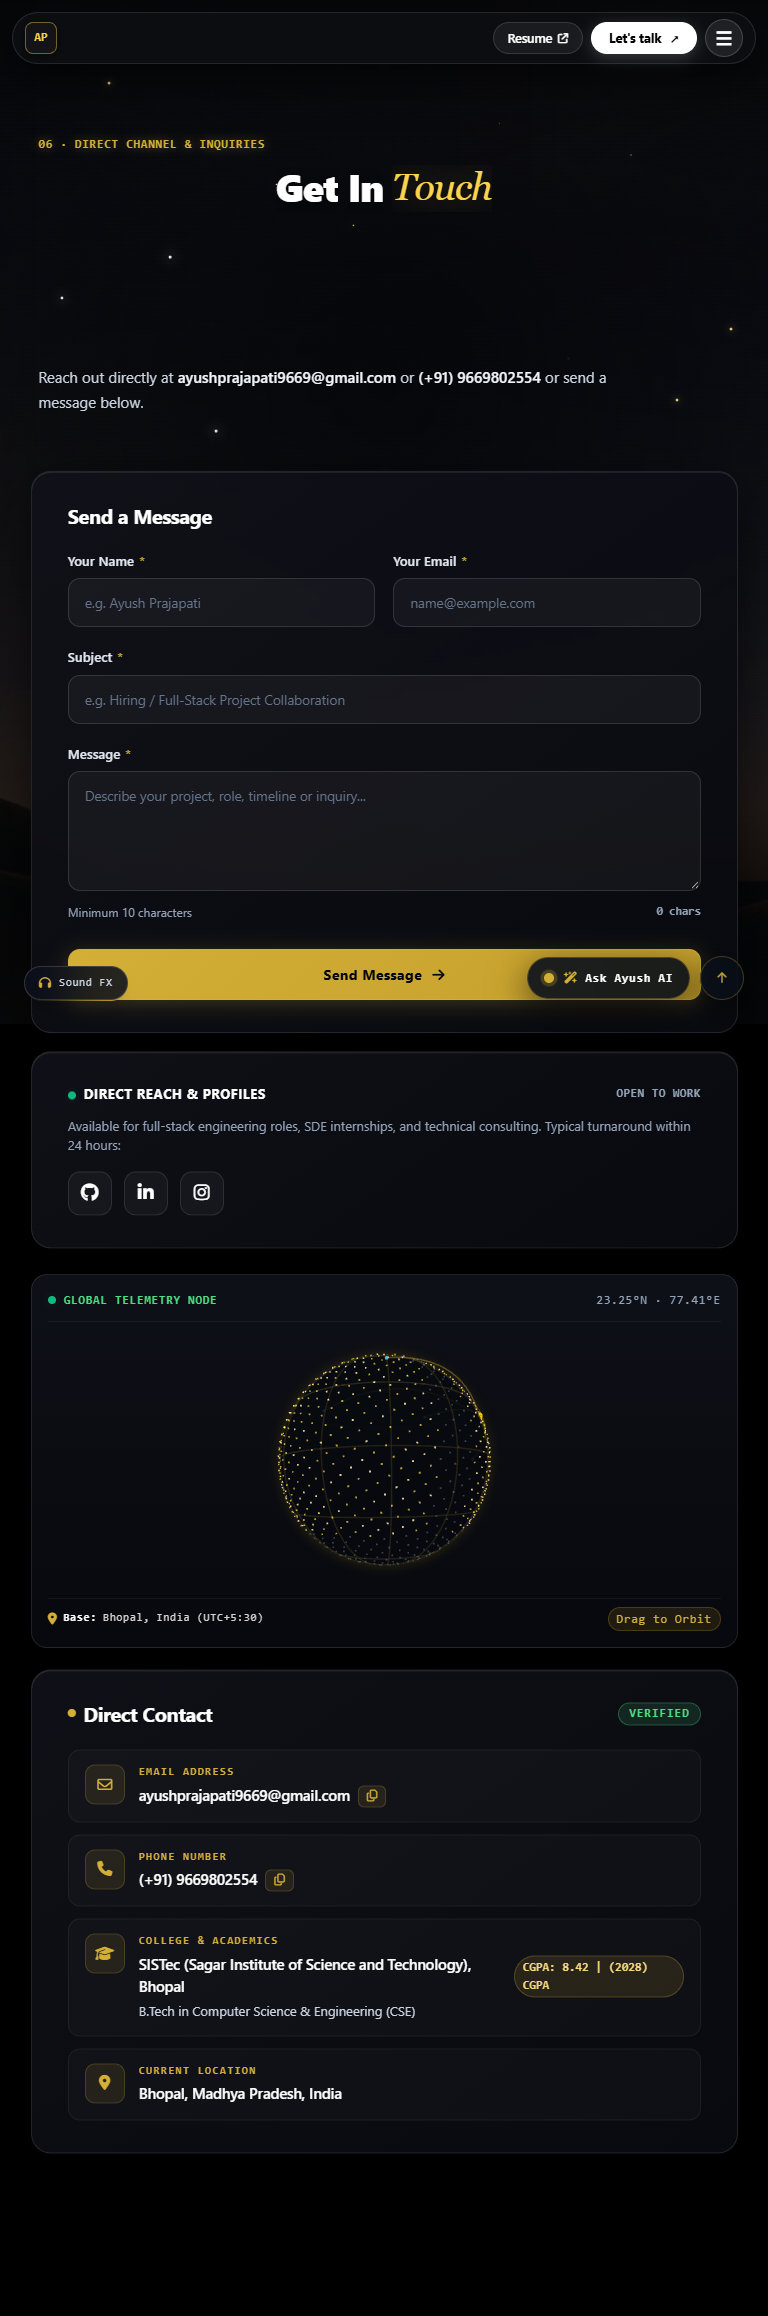 AP
Resume
Let's talk ↗
06 · DIRECT CHANNEL & INQUIRIES
Get In Touch
Reach out directly at ayushprajapati9669@gmail.com or (+91) 9669802554 or send a
message below.
Send a Message
Your Name *
Your Email *
e.g. Ayush Prajapati
name@example.com
Subject *
e.g. Hiring / Full-Stack Project Collaboration
Message *
Describe your project, role, timeline or inquiry...
Minimum 10 characters
0 chars
Send Message →
Sound FX
Ask Ayush AI
DIRECT REACH & PROFILES
OPEN TO WORK
Available for full-stack engineering roles, SDE internships, and technical consulting. Typical turnaround within
24 hours:
GLOBAL TELEMETRY NODE
23.25°N · 77.41°E
Base: Bhopal, India (UTC+5:30)
Drag to Orbit
Direct Contact
VERIFIED
EMAIL ADDRESS
ayushprajapati9669@gmail.com
PHONE NUMBER
(+91) 9669802554
COLLEGE & ACADEMICS
SISTec (Sagar Institute of Science and Technology),
Bhopal
B.Tech in Computer Science & Engineering (CSE)
CGPA: 8.42 | (2028)
CGPA
CURRENT LOCATION
Bhopal, Madhya Pradesh, India